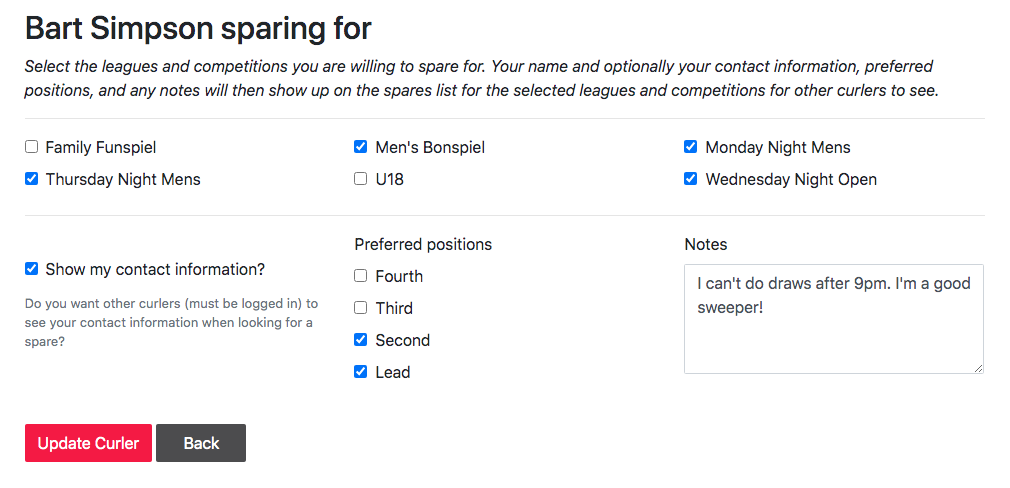 Bart Simpson sparing for
Select the leagues and competitions you are willing to spare for. Your name and optionally your contact information, preferred
positions, and any notes will then show up on the spares list for the selected leagues and competitions for other curlers to see.
Family Funspiel
Men's Bonspiel
Monday Night Mens
Thursday Night Mens
U18
Wednesday Night Open
Show my contact information?
Do you want other curlers (must be logged in) to
see your contact information when looking for a
spare?
Preferred positions
Fourth
Third
Second
Lead
Notes
I can't do draws after 9pm. I'm a good
sweeper!
Update Curler
Back